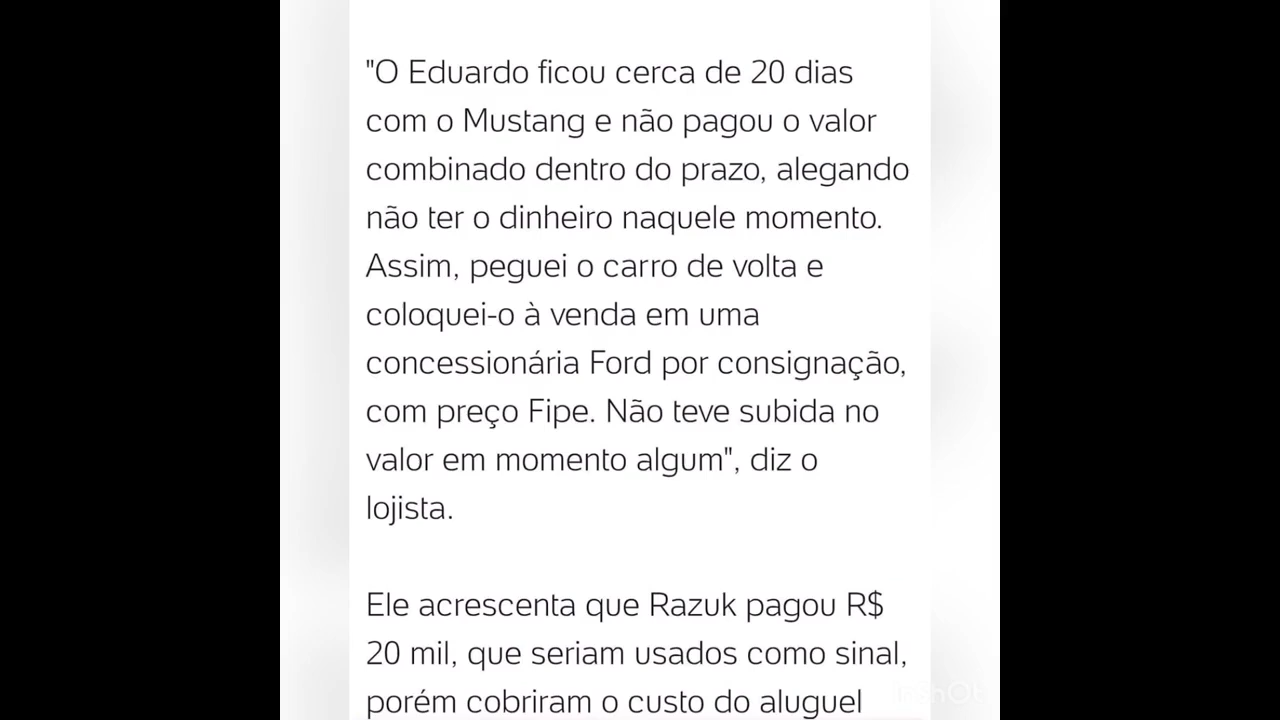 "O Eduardo ficou cerca de 20 dias
com o Mustang e não pagou o valor
combinado dentro do prazo, alegando
não ter o dinheiro naquele momento.
Assim, peguei o carro de volta e
coloquei-o à venda em uma
concessionária Ford por consignação,
com preço Fipe. Não teve subida no
valor em momento algum", diz o
lojista.
Ele acrescenta que Razuk pagou R$
20 mil, que seriam usados como sinal,
porém cobriram o custo do aluguel